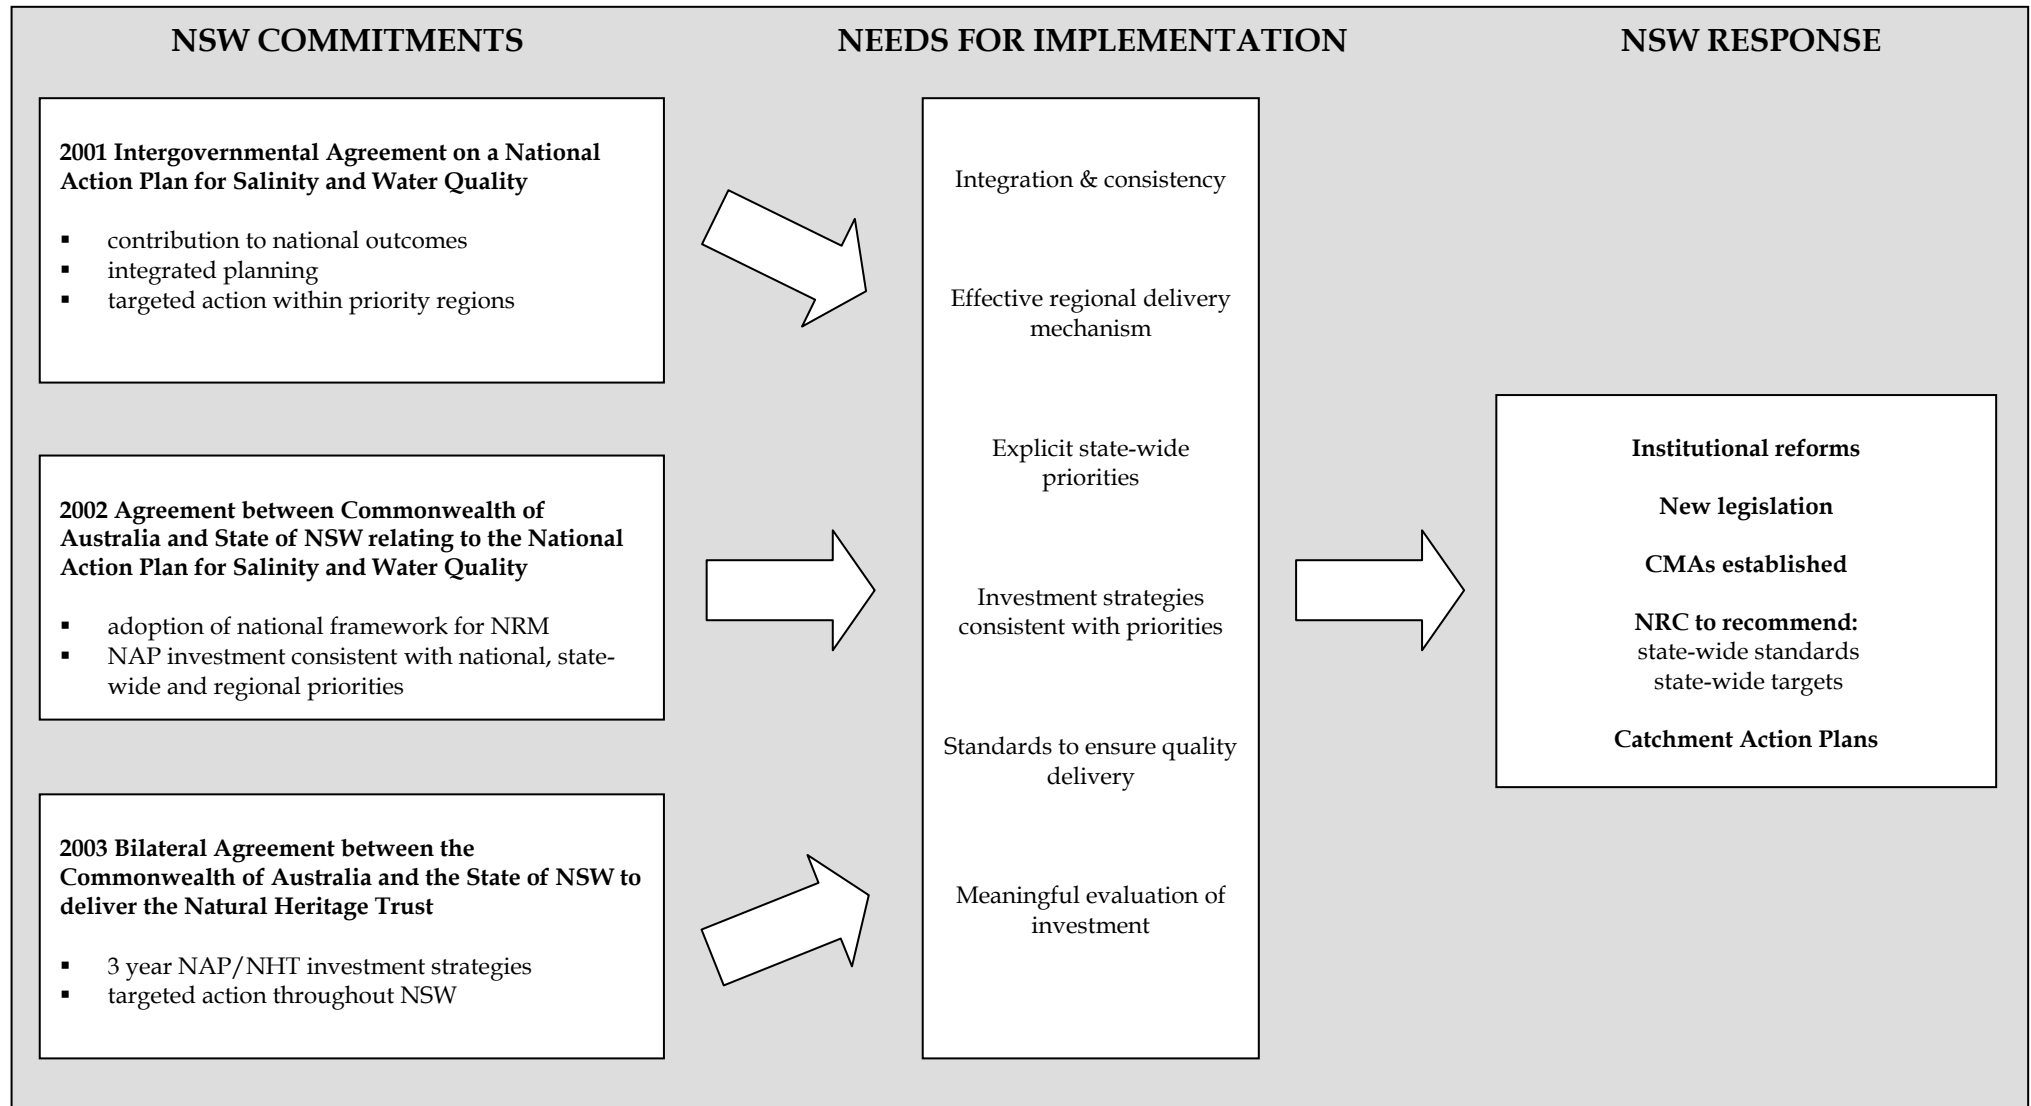 NSW COMMITMENTS
NEEDS FOR IMPLEMENTATION
NSW RESPONSE
2001 Intergovernmental Agreement on a National
Action Plan for Salinity and Water Quality
▪ contribution to national outcomes
▪ integrated planning
▪ targeted action within priority regions
2002 Agreement between Commonwealth of
Australia and State of NSW relating to the National
Action Plan for Salinity and Water Quality
▪ adoption of national framework for NRM
▪ NAP investment consistent with national, state-
wide and regional priorities
2003 Bilateral Agreement between the
Commonwealth of Australia and the State of NSW to
deliver the Natural Heritage Trust
▪ 3 year NAP/NHT investment strategies
▪ targeted action throughout NSW
Integration & consistency
Effective regional delivery
mechanism
Explicit state-wide
priorities
Investment strategies
consistent with priorities
Standards to ensure quality
delivery
Meaningful evaluation of
investment
Institutional reforms
New legislation
CMAs established
NRC to recommend:
state-wide standards
state-wide targets
Catchment Action Plans